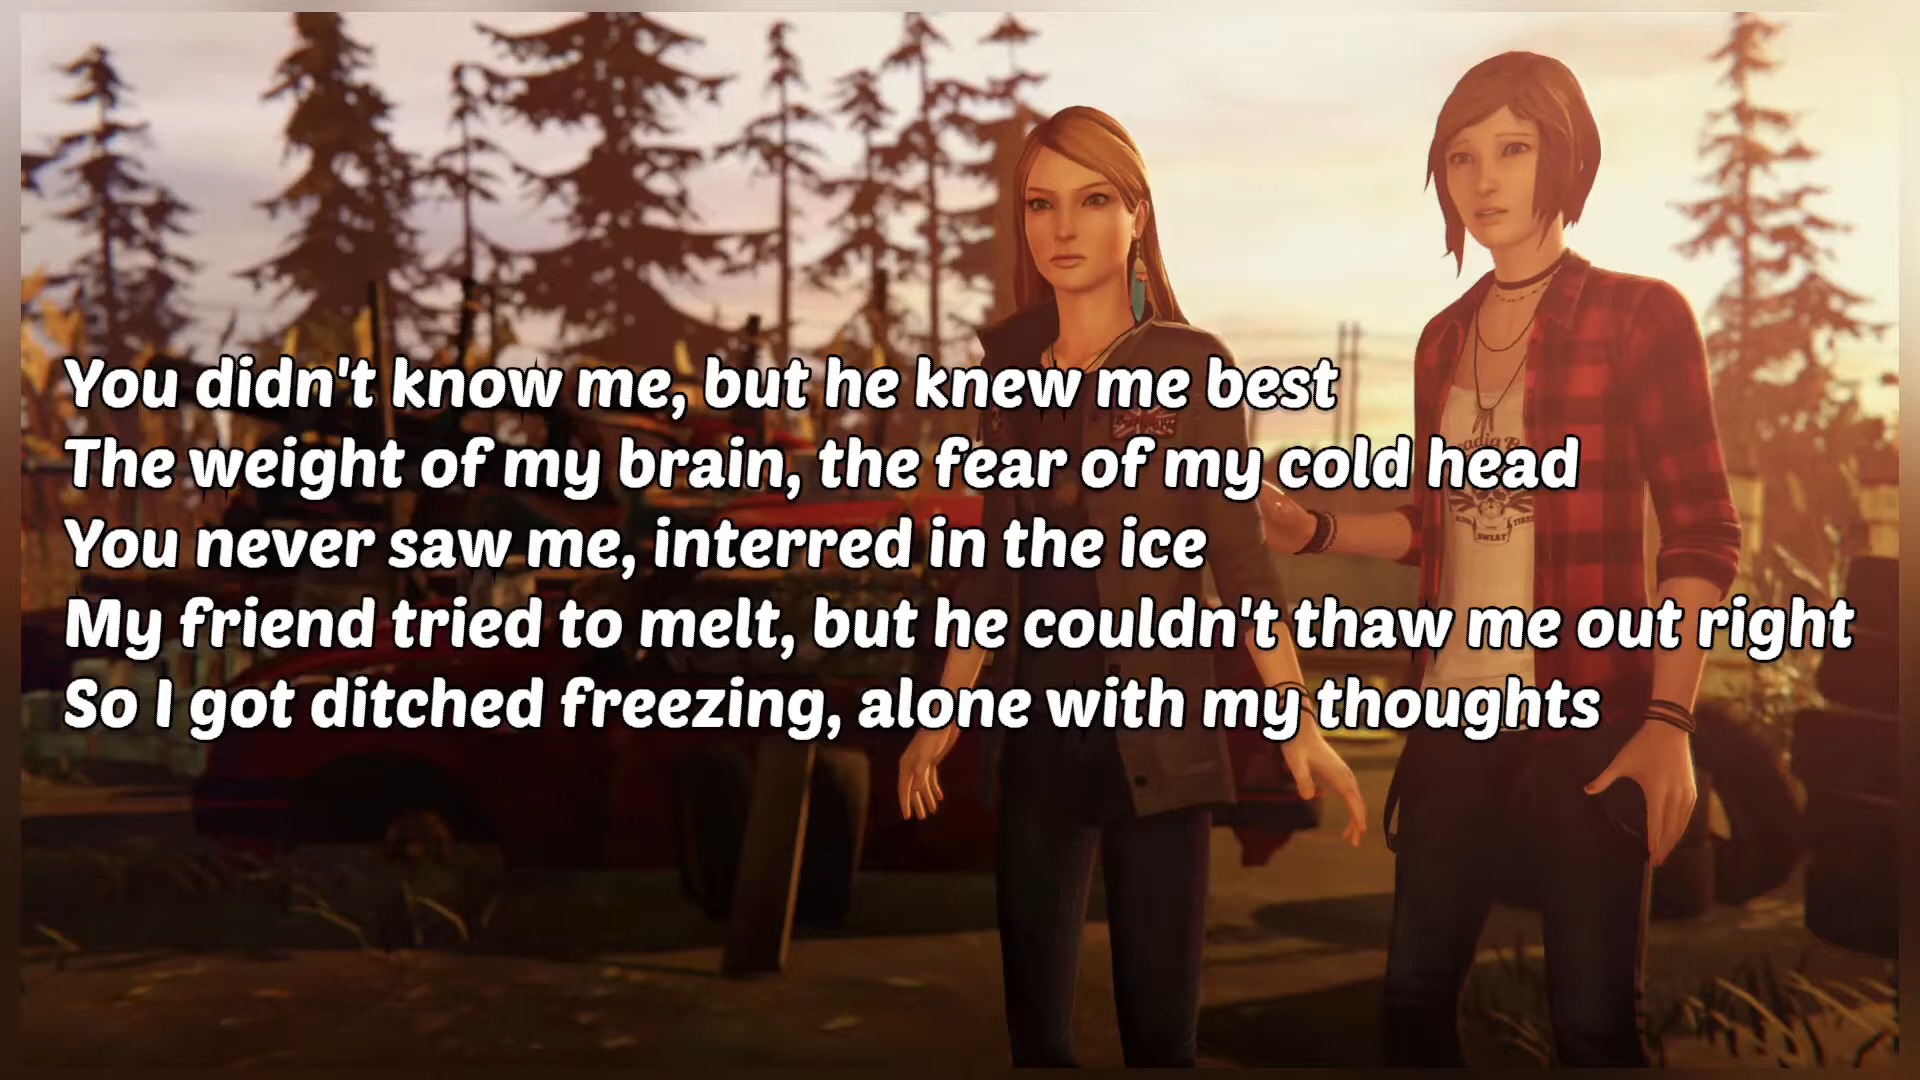 You didn't know me, but he knew me best
The weight of my brain, the fear of my cold head
You never saw me, interred in the ice
My friend tried to melt, but he couldn't thaw me out right
So I got ditched freezing, alone with my thoughts